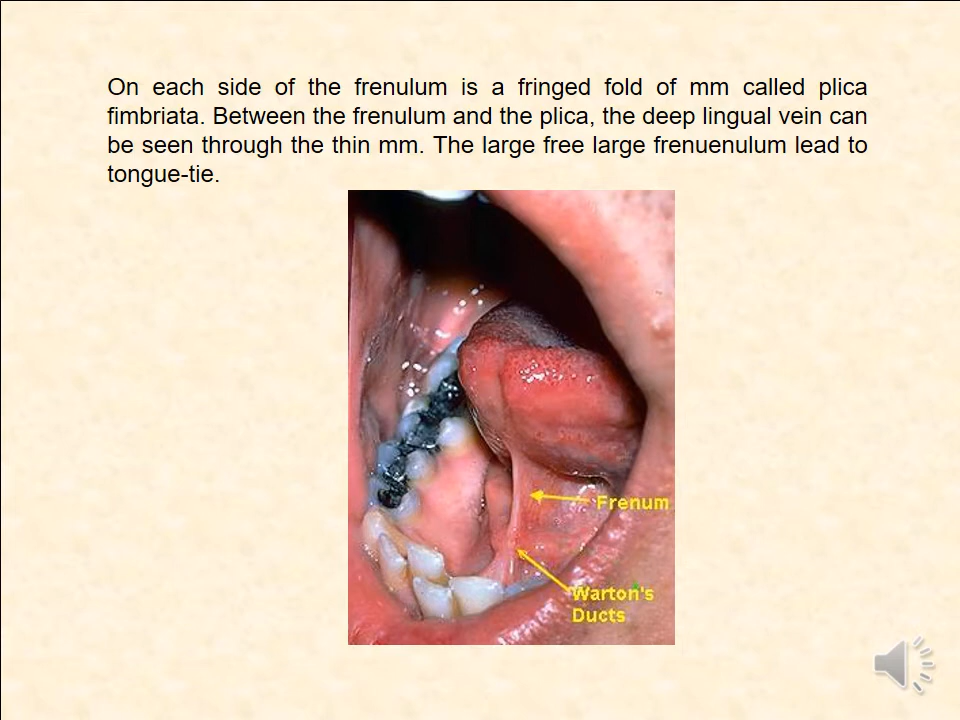 On each side of the frenulum is a fringed fold of mm called plica
fimbriata. Between the frenulum and the plica, the deep lingual vein can
be seen through the thin mm. The large free large frenuenulum lead to
tongue-tie.
Frenum
Warton's
Ducts